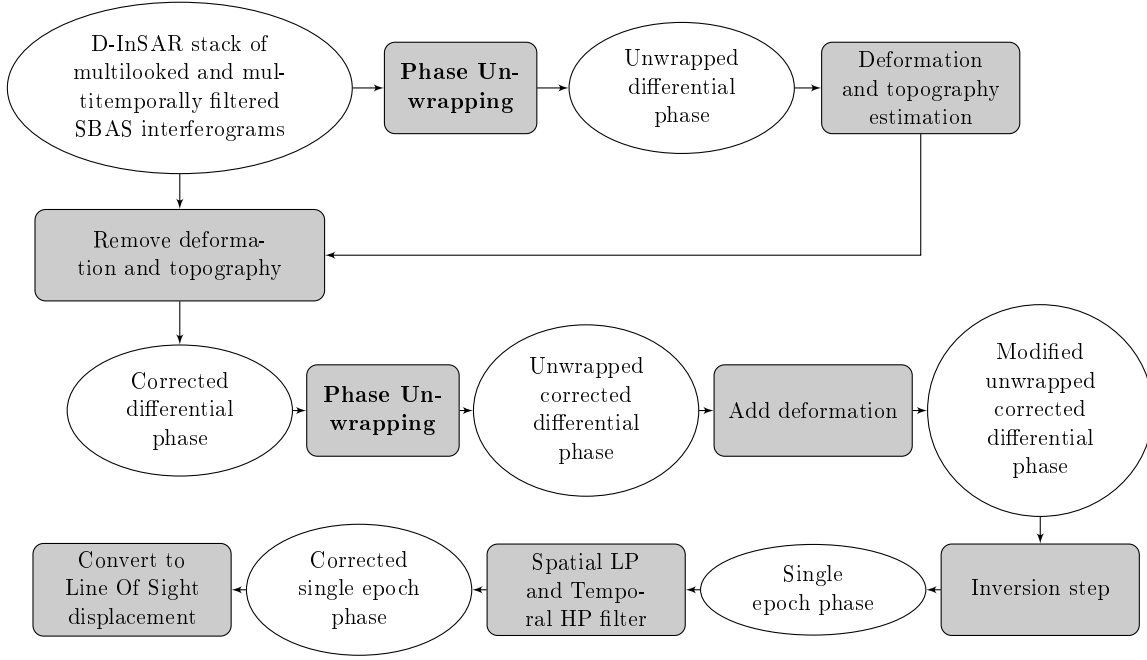 D-InSAR stack of
multilooked and mul-
titemporally filtered
SBAS interferograms
Phase Un-
wrapping
Unwrapped
differential
phase
Deformation
and topography
estimation
Remove deforma-
tion and topography
Corrected
differential
phase
Phase Un-
wrapping
Unwrapped
corrected
differential
phase
Add deformation
Modified
unwrapped
corrected
differential
phase
Convert to
Line Of Sight
displacement
Corrected
single epoch
phase
Spatial LP
and Tempo-
ral HP filter
Single
epoch phase
Inversion step